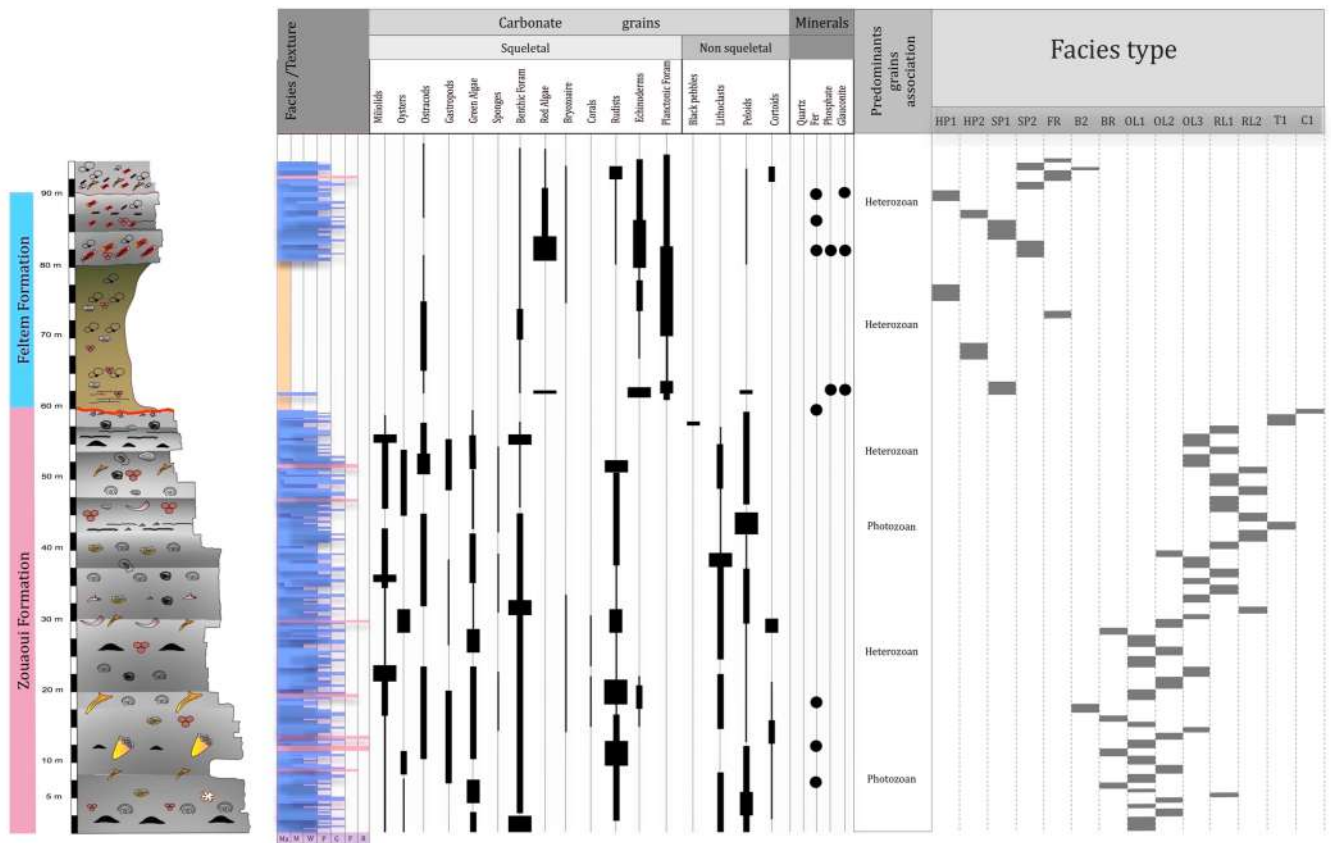 Carbonate grains
Minerals
Squeletal
Non squeletal
Facies /Texture
Miliolids
Oysters
Ostracods
Gastropods
Green Algae
Sponges
Benthic Foram
Red Algae
Bryozoaire
Corals
Rudists
Echinoderms
Planctonic Foram
Black pebbles
Lithoclasts
Peloids
Cortoids
Quartz
Fer
Phosphate
Glauconite
Predominants
grains
association
Facies type
HP1 HP2 SP1 SP2 FR B2 BR OL1 OL2 OL3 RL1 RL2 T1 C1
Feltem Formation
Zouaoui Formation
90 m
80 m
70 m
60 m
50 m
40 m
30 m
20 m
10 m
5 m
Heterozoan
Heterozoan
Heterozoan
Photozoan
Heterozoan
Photozoan
Ma M W P G F R